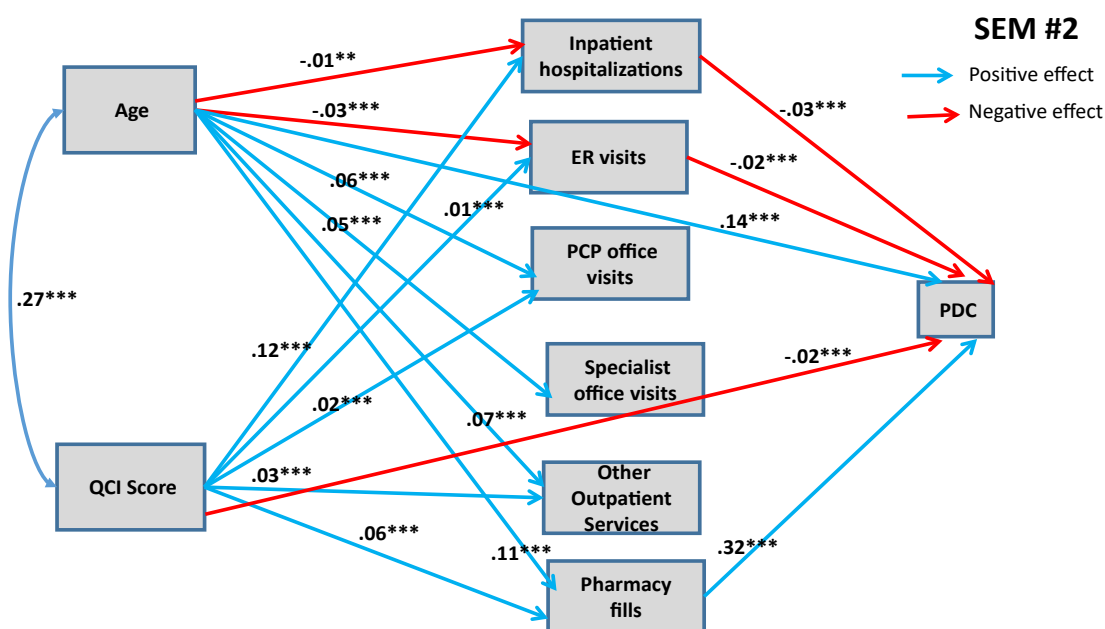 SEM #2
Positive effect
Negative effect
Inpatient
hospitalizations
-.01**
Age
-.03***
-.03***
ER visits
-.02***
.06***
.01***
.05***
.14***
PCP office
visits
.27***
PDC
.12***
-.02***
Specialist
office visits
.02***
.07***
.03***
QCI Score
Other
Outpatient
Services
.06***
.11***
.32***
Pharmacy
fills